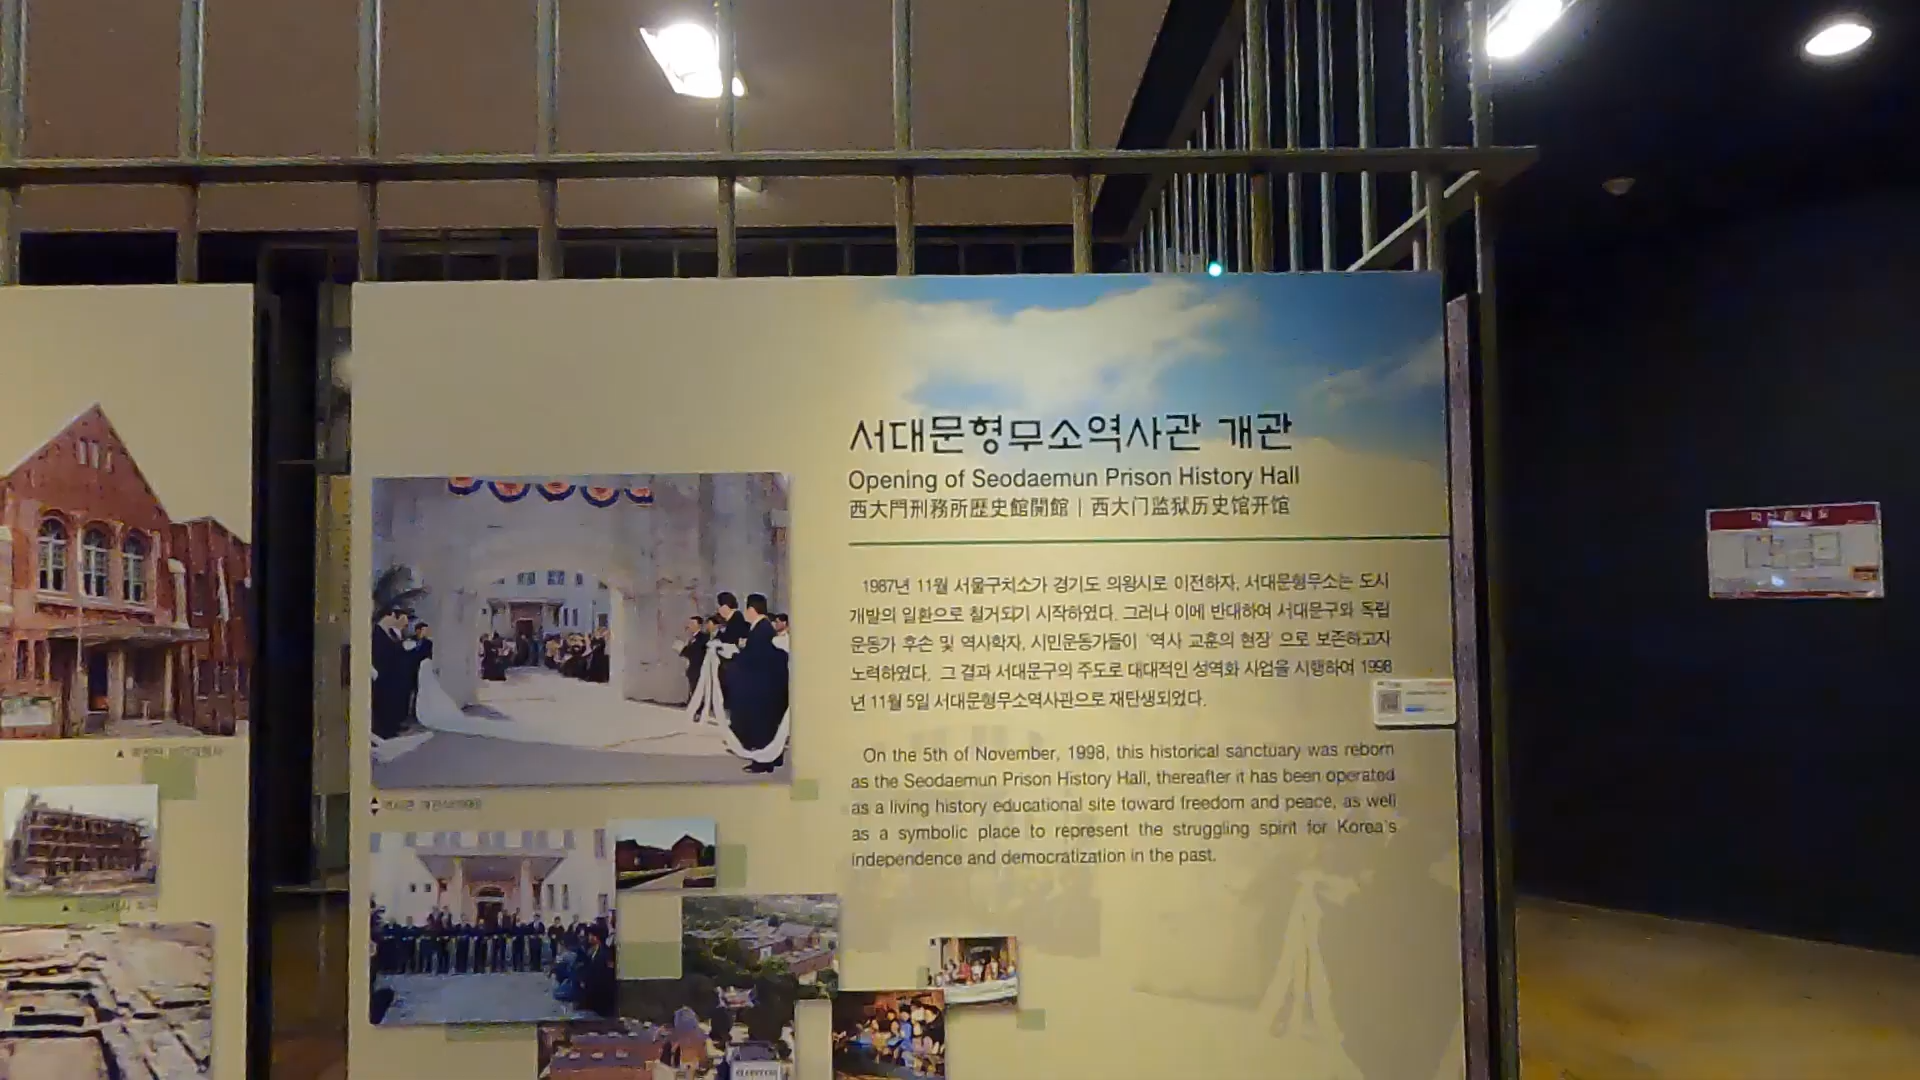 서대문형무소역사관 개관
Opening of Seodaemun Prison History Hall
西大門刑務所歴史館開館 | 西大门监狱历史馆开馆
1987년 11월 서울구치소가 경기도 의왕시로 이전하자, 서대문형무소는 도시
개발의 일환으로 철거되기 시작하였다. 그러나 이에 반대하여 서대문구와 독립
운동가 후손 및 역사학자, 시민운동가들이 '역사 교훈의 현장' 으로 보존하고자
노력하였다. 그 결과 서대문구의 주도로 대대적인 성역화 사업을 시행하여 1998
년 11월 5일 서대문형무소역사관으로 재탄생되었다.
On the 5th of November, 1998, this historical sanctuary was reborn
as the Seodaemun Prison History Hall, thereafter it has been operated
as a living history educational site toward freedom and peace, as well
as a symbolic place to represent the struggling spirit for Korea's
independence and democratization in the past.